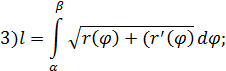 3) l = ∫_α^β √(r(φ) + (r′(φ)) dφ;